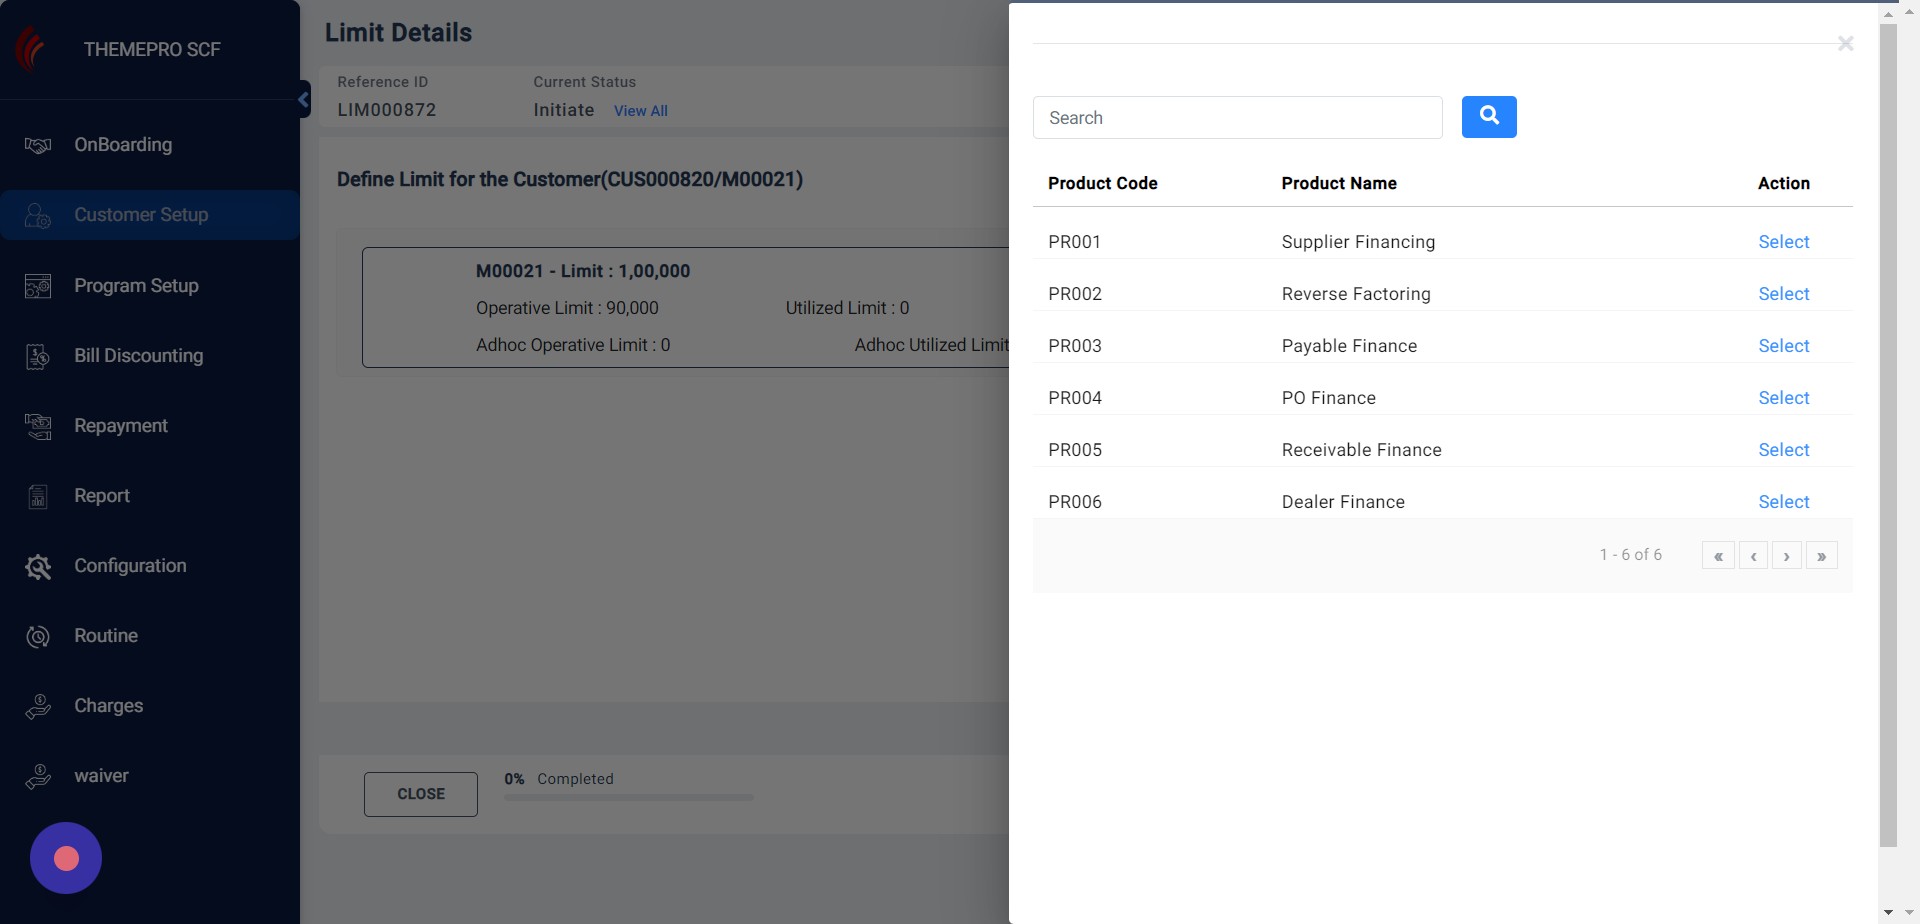 THEMEPRO SCF
OnBoarding
Customer Setup
Program Setup
Bill Discounting
Repayment
Report
Configuration
Routine
Charges
waiver
Limit Details
Reference ID
Current Status
LIM000872
Initiate View All
Define Limit for the Customer(CUS000820/M00021)
M00021 - Limit : 1,00,000
Operative Limit : 90,000 Utilized Limit : 0
Adhoc Operative Limit : 0 Adhoc Utilized Limit
CLOSE
0% Completed
Search
Product Code Product Name Action
PR001 Supplier Financing Select
PR002 Reverse Factoring Select
PR003 Payable Finance Select
PR004 PO Finance Select
PR005 Receivable Finance Select
PR006 Dealer Finance Select
1 - 6 of 6 « ‹ › »